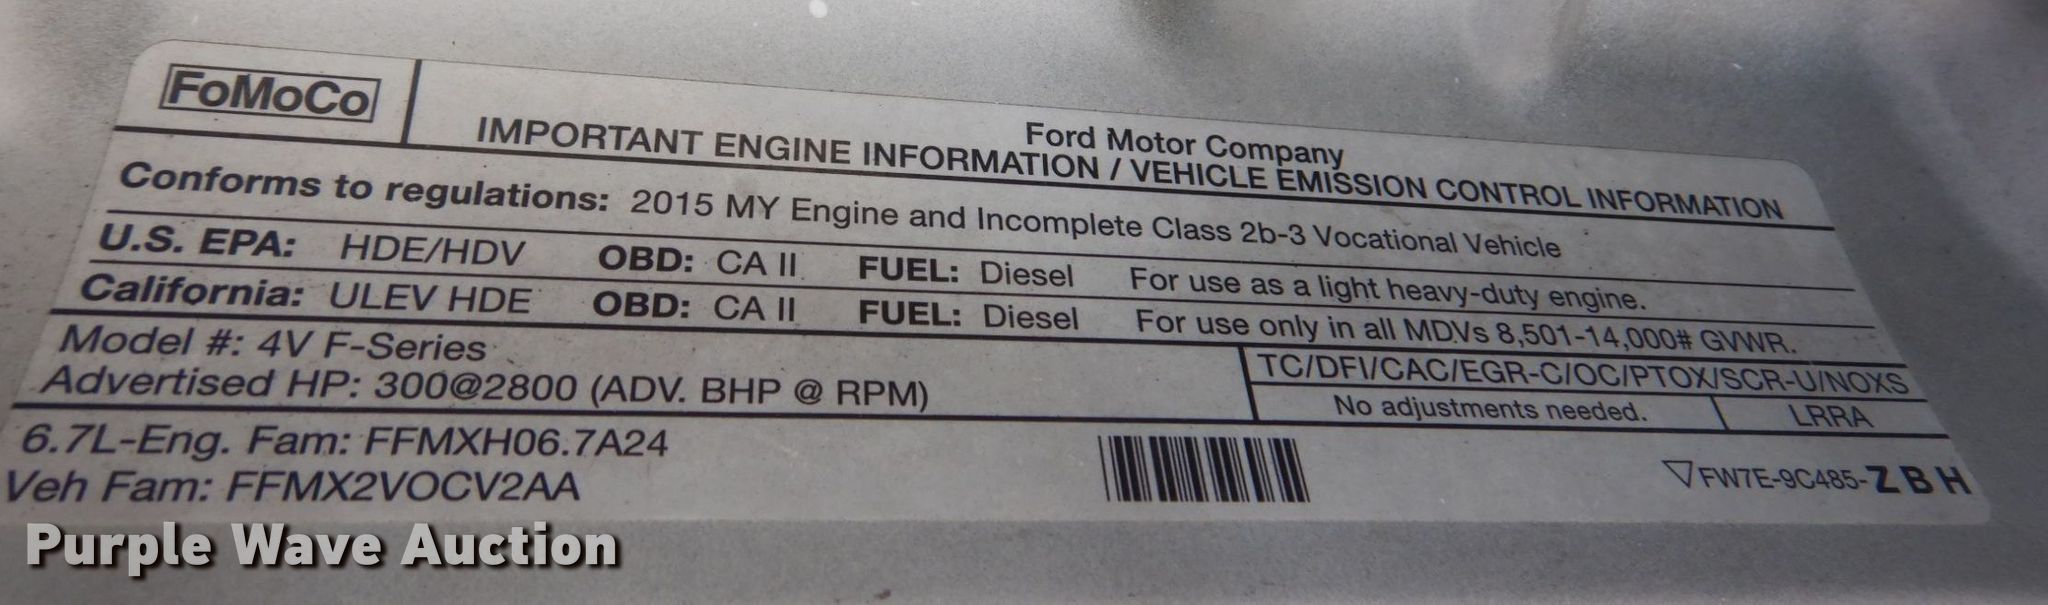 FoMoCo
Ford Motor Company
IMPORTANT ENGINE INFORMATION / VEHICLE EMISSION CONTROL INFORMATION
Conforms to regulations: 2015 MY Engine and Incomplete Class 2b-3 Vocational Vehicle
U.S. EPA: HDE/HDV OBD: CA II FUEL: Diesel For use as a light heavy-duty engine.
California: ULEV HDE OBD: CA II FUEL: Diesel For use only in all MDVs 8,501-14,000# GVWR.
Model #: 4V F-Series
TC/DFI/CAC/EGR-C/OC/PTOX/SCR-U/NOXS
Advertised HP: 300@2800 (ADV. BHP @ RPM)
No adjustments needed. LRRA
6.7L-Eng. Fam: FFMXH06.7A24
Veh Fam: FFMX2VOCV2AA
FW7E-9C485-ZBH
Purple Wave Auction